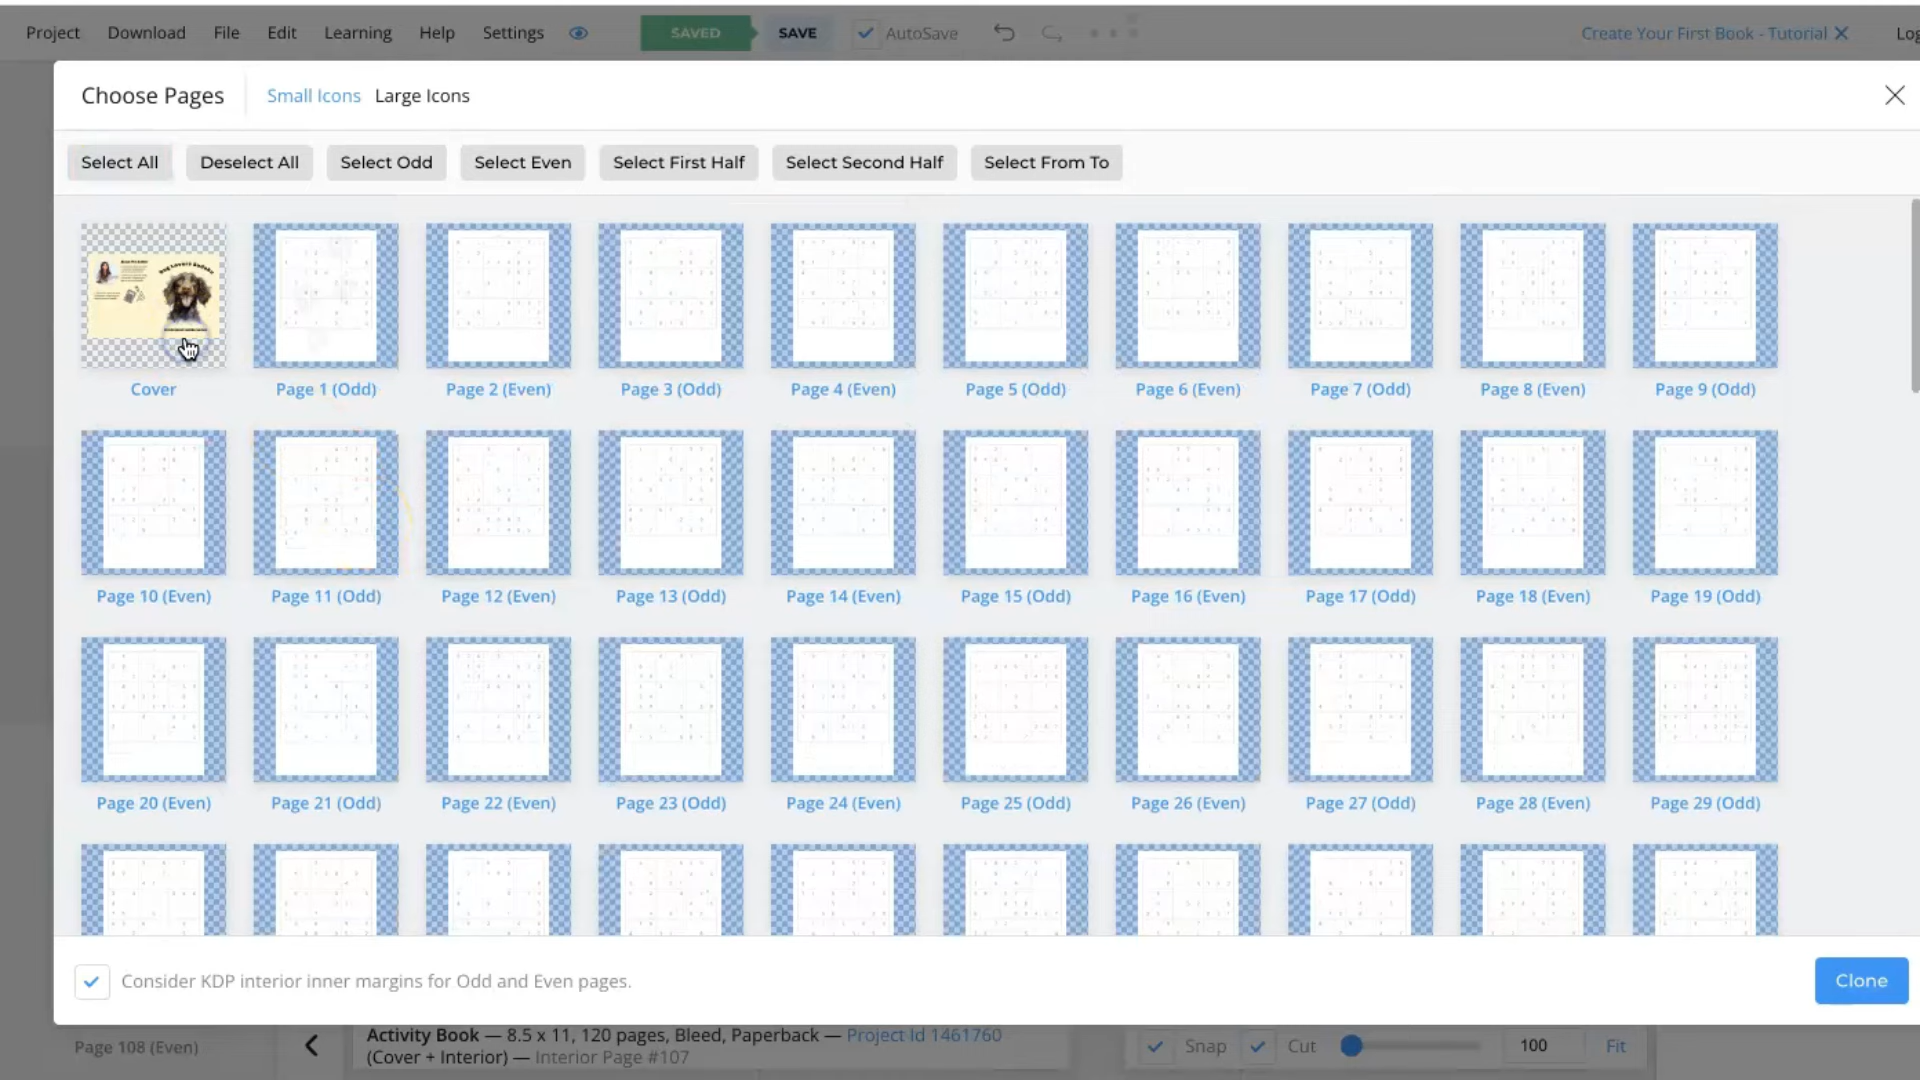 Project Download File Edit Learning Help Settings SAVED SAVE AutoSave Create Your First Book - Tutorial
Choose Pages Small Icons Large Icons
Select All Deselect All Select Odd Select Even Select First Half Select Second Half Select From To
Dog Lovers Sudoku
Cover Page 1 (Odd) Page 2 (Even) Page 3 (Odd) Page 4 (Even) Page 5 (Odd) Page 6 (Even) Page 7 (Odd) Page 8 (Even) Page 9 (Odd)
Page 10 (Even) Page 11 (Odd) Page 12 (Even) Page 13 (Odd) Page 14 (Even) Page 15 (Odd) Page 16 (Even) Page 17 (Odd) Page 18 (Even) Page 19 (Odd)
Page 20 (Even) Page 21 (Odd) Page 22 (Even) Page 23 (Odd) Page 24 (Even) Page 25 (Odd) Page 26 (Even) Page 27 (Odd) Page 28 (Even) Page 29 (Odd)
Consider KDP interior inner margins for Odd and Even pages. Clone
Page 108 (Even)
Activity Book — 8.5 x 11, 120 pages, Bleed, Paperback — Project Id 1461760
(Cover + Interior) — Interior Page #107
Snap Cut 100 Fit